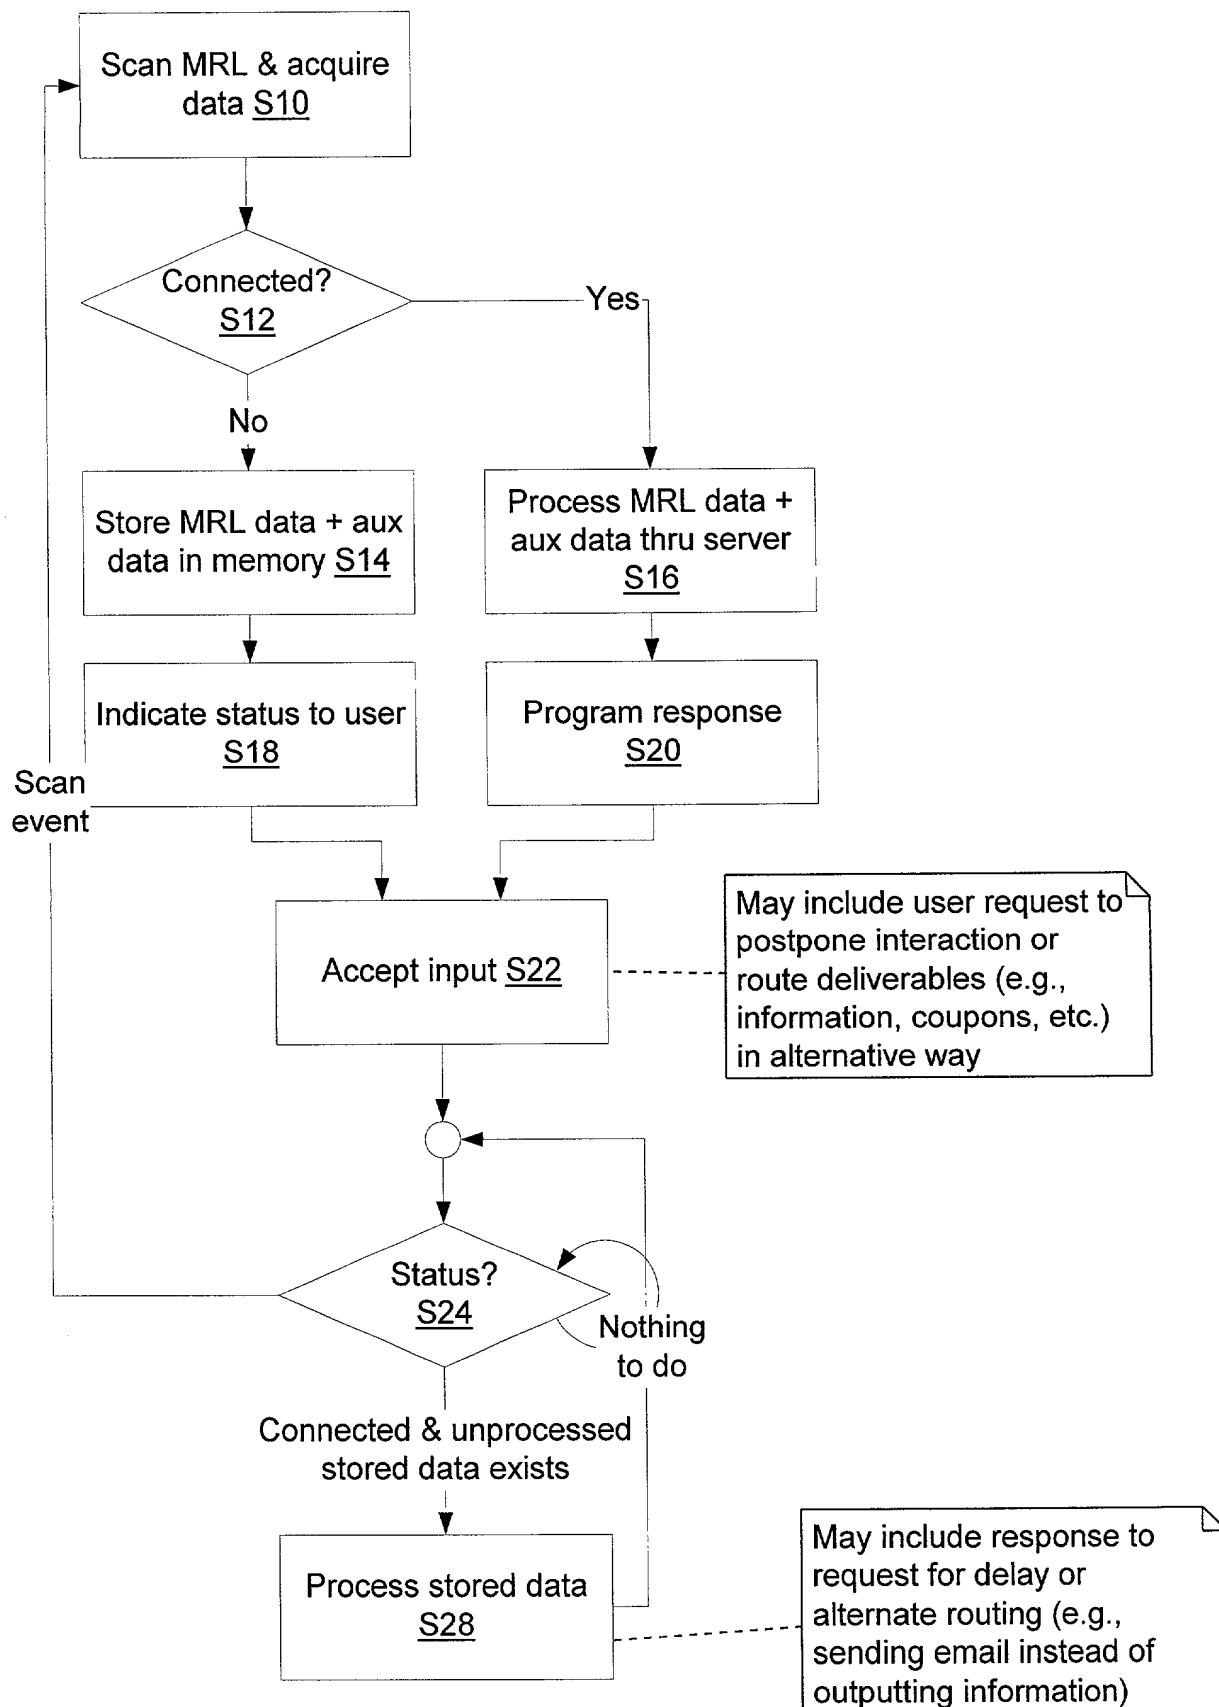 Scan MRL & acquire
data S10
Connected?
S12
Yes
No
Store MRL data + aux
data in memory S14
Process MRL data +
aux data thru server
S16
Indicate status to user
S18
Program response
S20
Scan
event
Accept input S22
May include user request to
postpone interaction or
route deliverables (e.g.,
information, coupons, etc.)
in alternative way
Status?
S24
Nothing
to do
Connected & unprocessed
stored data exists
Process stored data
S28
May include response to
request for delay or
alternate routing (e.g.,
sending email instead of
outputting information)